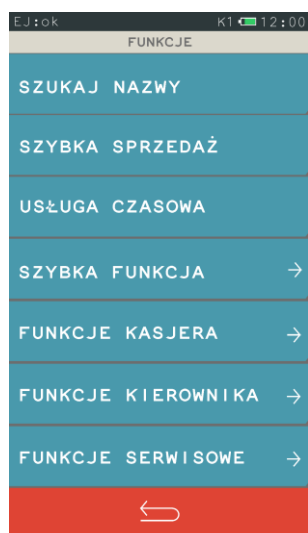 EJ:ok K1 12:00
FUNKCJE
SZUKAJ NAZWY
SZYBKA SPRZEDAŻ
USŁUGA CZASOWA
SZYBKA FUNKCJA
FUNKCJE KASJERA
FUNKCJE KIEROWNIKA
FUNKCJE SERWISOWE